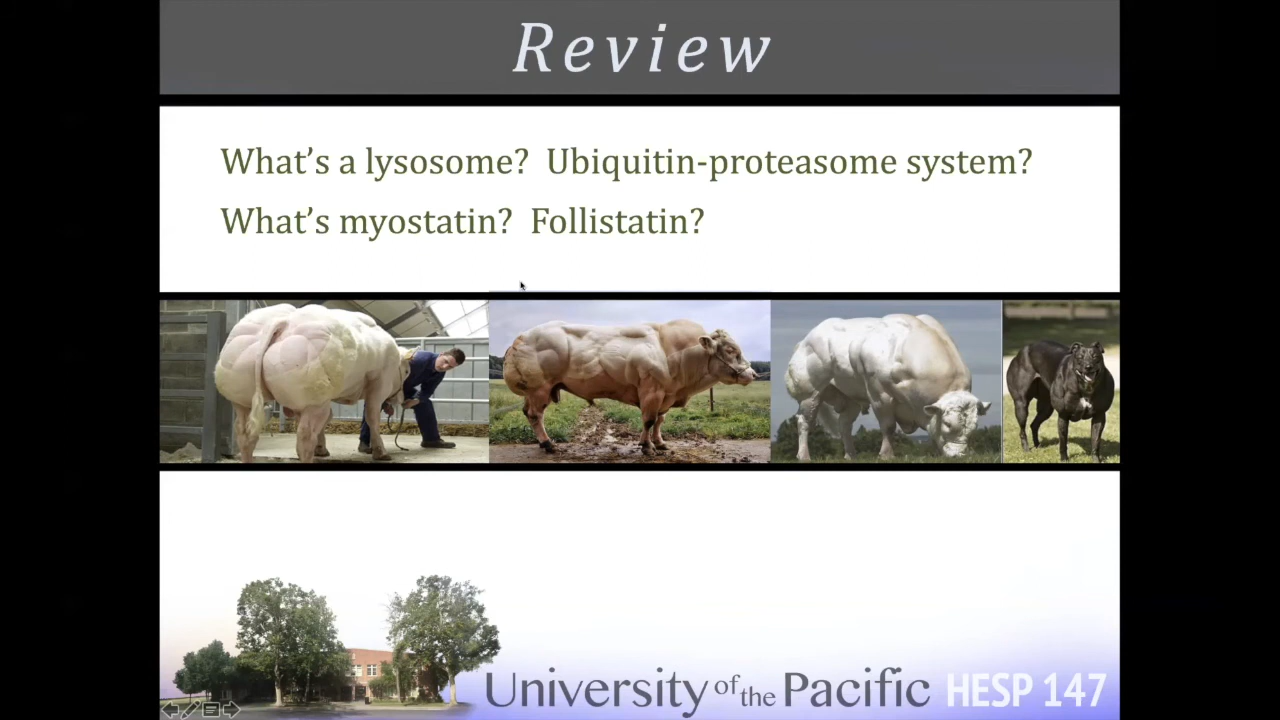 Review
What's a lysosome? Ubiquitin-proteasome system?
What's myostatin? Follistatin?
University of the Pacific HESP 147